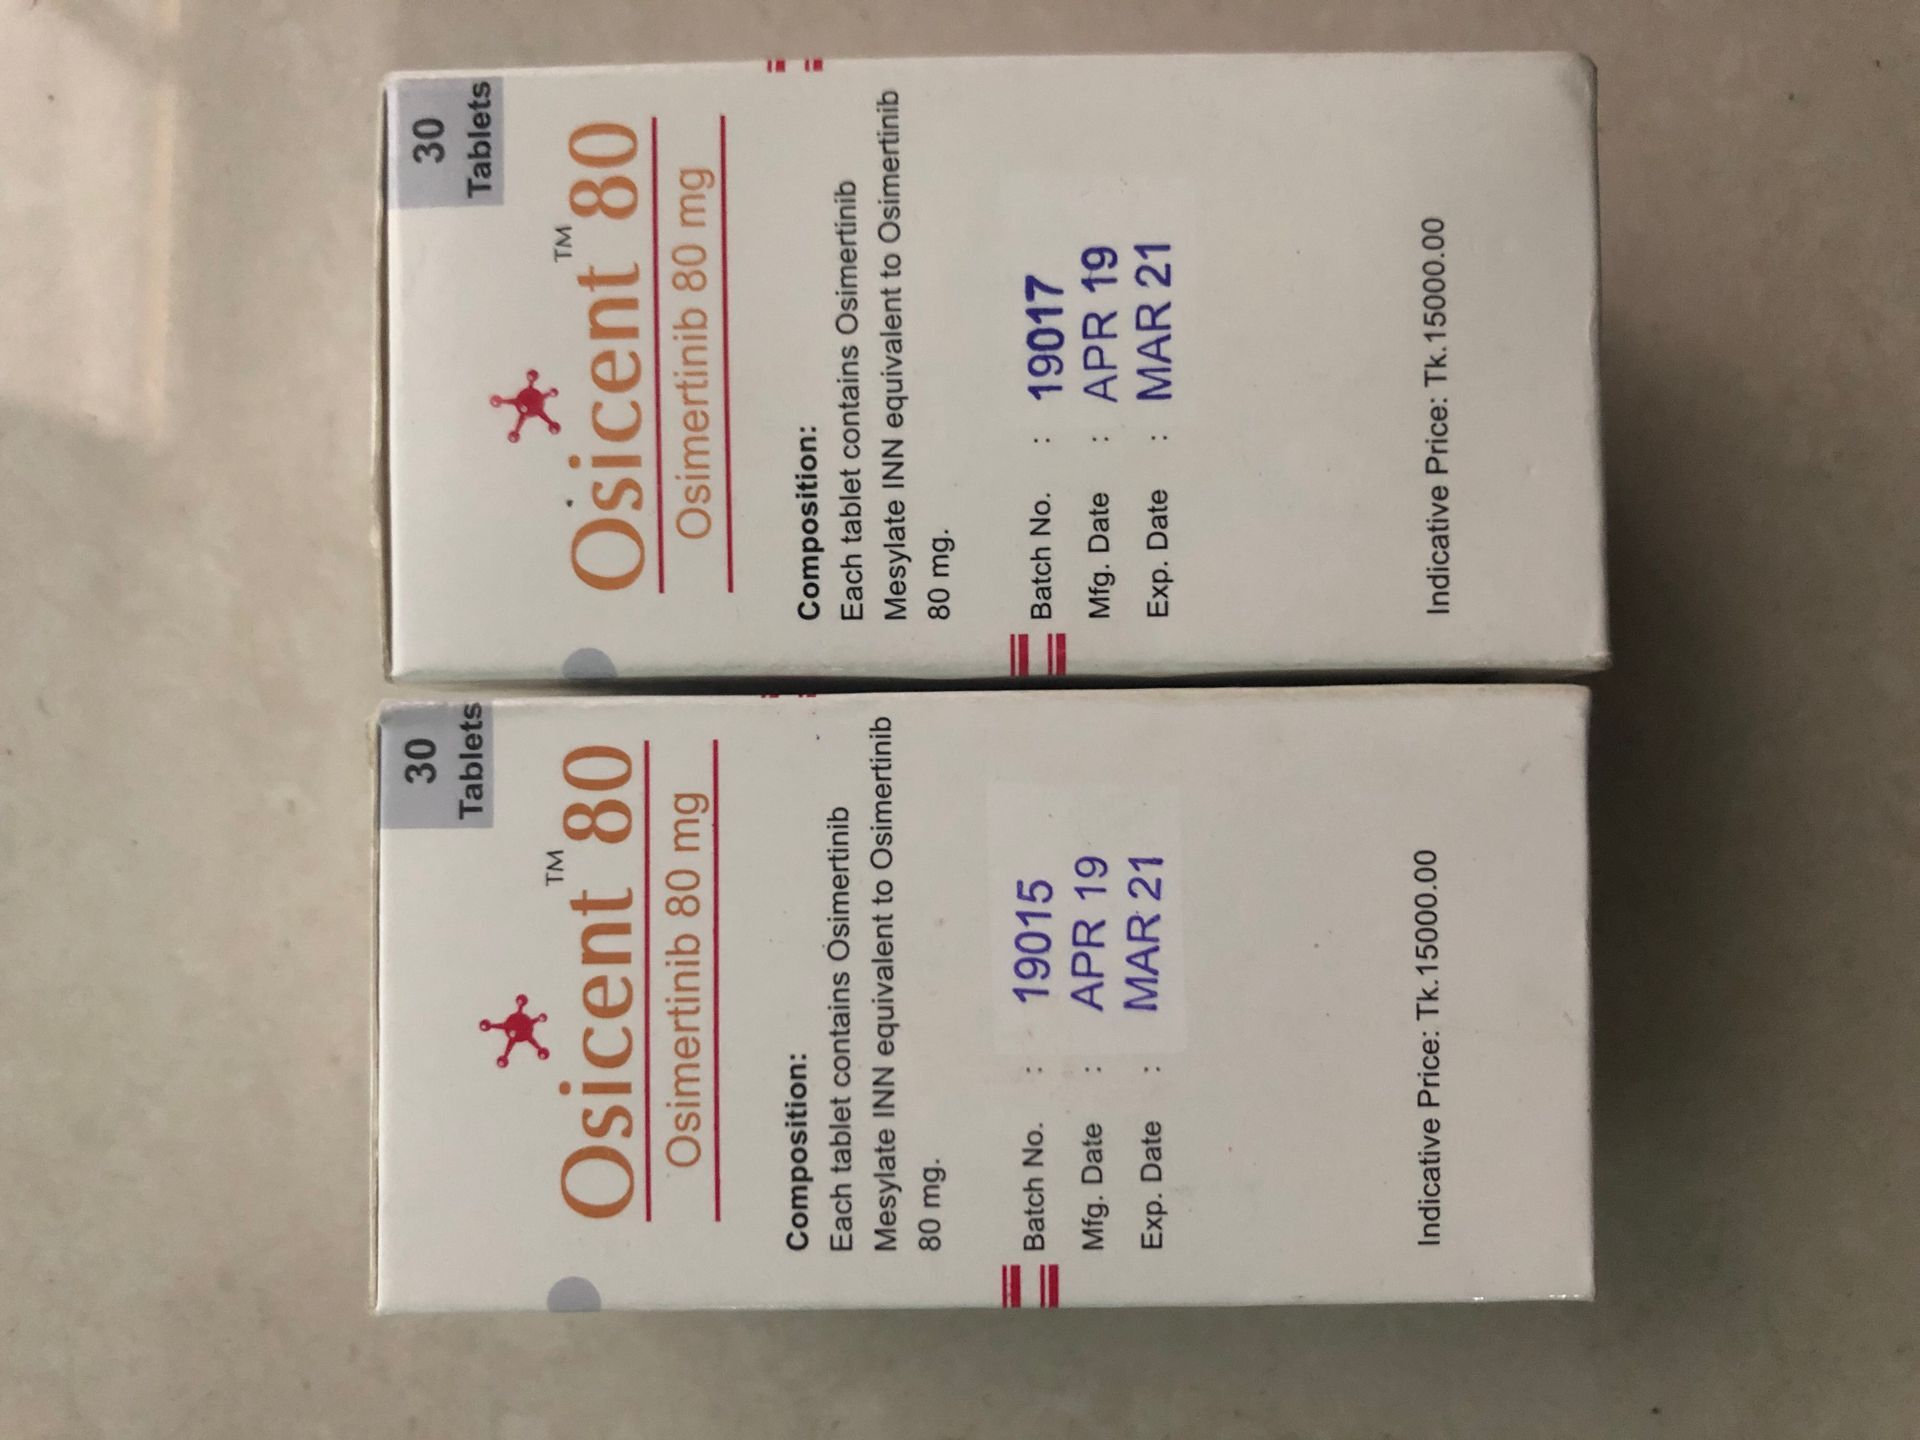 30
Tablets
Osicent™ 80
Osimertinib 80 mg
Composition:
Each tablet contains Osimertinib
Mesylate INN equivalent to Osimertinib
80 mg.
Batch No. : 19015
Mfg. Date : APR 19
Exp. Date : MAR 21
Indicative Price: Tk.15000.00
30
Tablets
Osicent™ 80
Osimertinib 80 mg
Composition:
Each tablet contains Osimertinib
Mesylate INN equivalent to Osimertinib
80 mg.
Batch No. : 19017
Mfg. Date : APR 19
Exp. Date : MAR 21
Indicative Price: Tk.15000.00